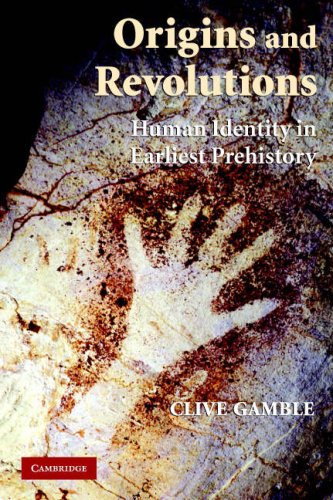 Origins and
Revolutions
Human Identity in
Earliest Prehistory
CLIVE GAMBLE
CAMBRIDGE